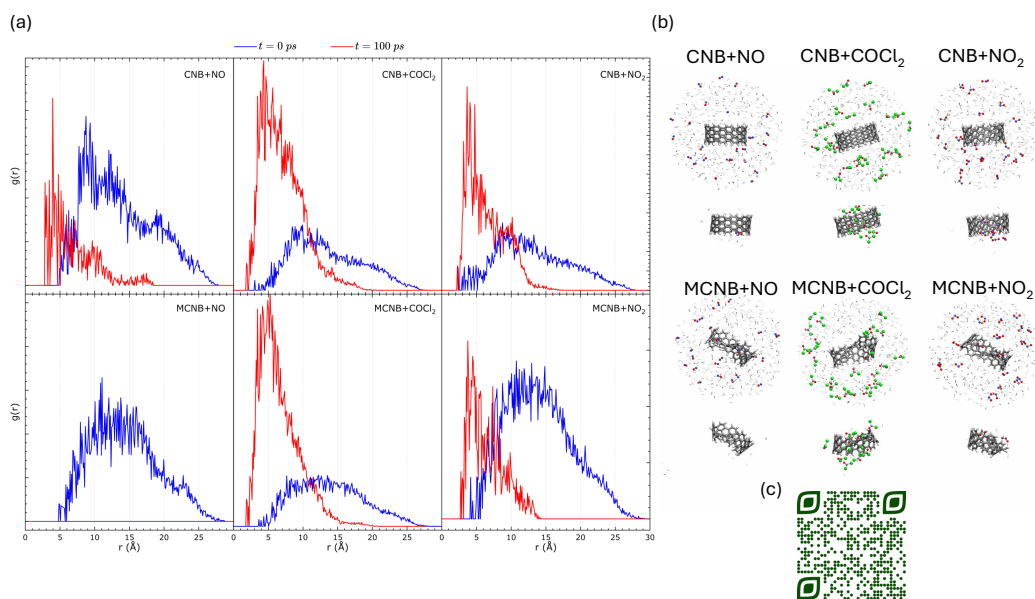 (a)
t = 0 ps
t = 100 ps
CNB+NO
CNB+COCl₂
CNB+NO₂
g(r)
MCNB+NO
MCNB+COCl₂
MCNB+NO₂
g(r)
0 5 10 15 20 25
0 5 10 15 20 25
0 5 10 15 20 25 30
r (Å)
r (Å)
r (Å)
(b)
CNB+NO
CNB+COCl₂
CNB+NO₂
MCNB+NO
MCNB+COCl₂
MCNB+NO₂
(c)